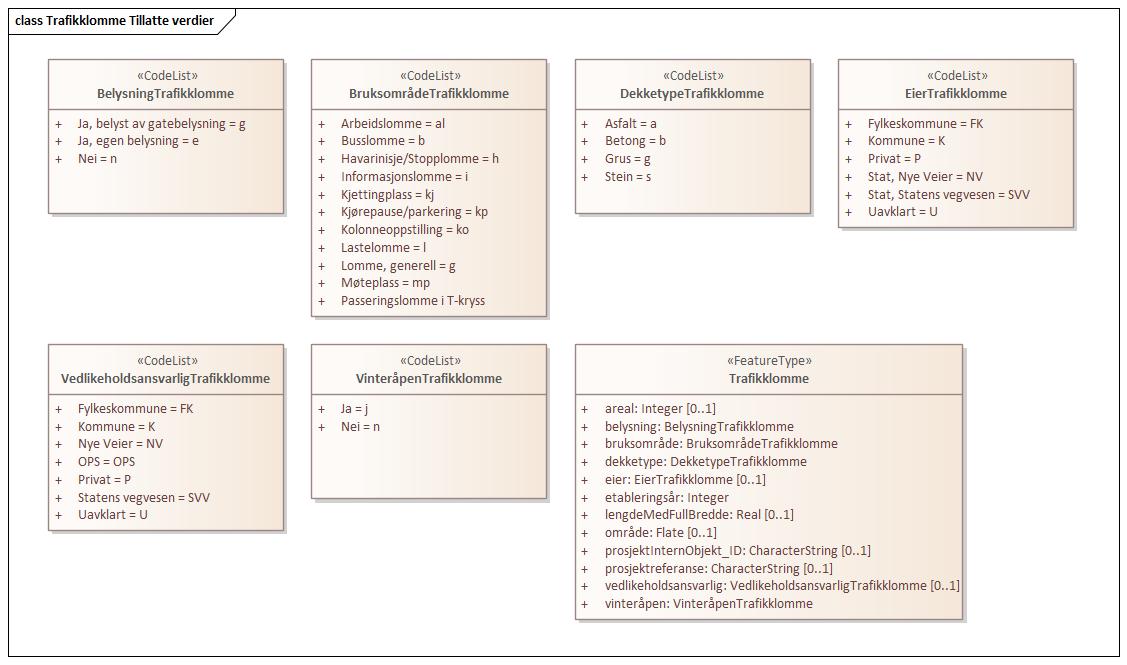 class Trafikklomme Tillatte verdier
«CodeList»
BelysningTrafikklomme
+ Ja, belyst av gatebelysning = g
+ Ja, egen belysning = e
+ Nei = n
«CodeList»
BruksområdeTrafikklomme
+ Arbeidslomme = al
+ Busslomme = b
+ Havarinisje/Stopplomme = h
+ Informasjonslomme = i
+ Kjettingplass = kj
+ Kjørepause/parkering = kp
+ Kolonneoppstilling = ko
+ Lastelomme = l
+ Lomme, generell = g
+ Møteplass = mp
+ Passeringslomme i T-kryss
«CodeList»
DekketypeTrafikklomme
+ Asfalt = a
+ Betong = b
+ Grus = g
+ Stein = s
«CodeList»
EierTrafikklomme
+ Fylkeskommune = FK
+ Kommune = K
+ Privat = P
+ Stat, Nye Veier = NV
+ Stat, Statens vegvesen = SVV
+ Uavklart = U
«CodeList»
VedlikeholdsansvarligTrafikklomme
+ Fylkeskommune = FK
+ Kommune = K
+ Nye Veier = NV
+ OPS = OPS
+ Privat = P
+ Statens vegvesen = SVV
+ Uavklart = U
«CodeList»
VinteråpenTrafikklomme
+ Ja = j
+ Nei = n
«FeatureType»
Trafikklomme
+ areal: Integer [0..1]
+ belysning: BelysningTrafikklomme
+ bruksområde: BruksområdeTrafikklomme
+ dekketype: DekketypeTrafikklomme
+ eier: EierTrafikklomme [0..1]
+ etableringsår: Integer
+ lengdeMedFullBredde: Real [0..1]
+ område: Flate [0..1]
+ prosjektInternObjekt_ID: CharacterString [0..1]
+ prosjektreferanse: CharacterString [0..1]
+ vedlikeholdsansvarlig: VedlikeholdsansvarligTrafikklomme [0..1]
+ vinteråpen: VinteråpenTrafikklomme